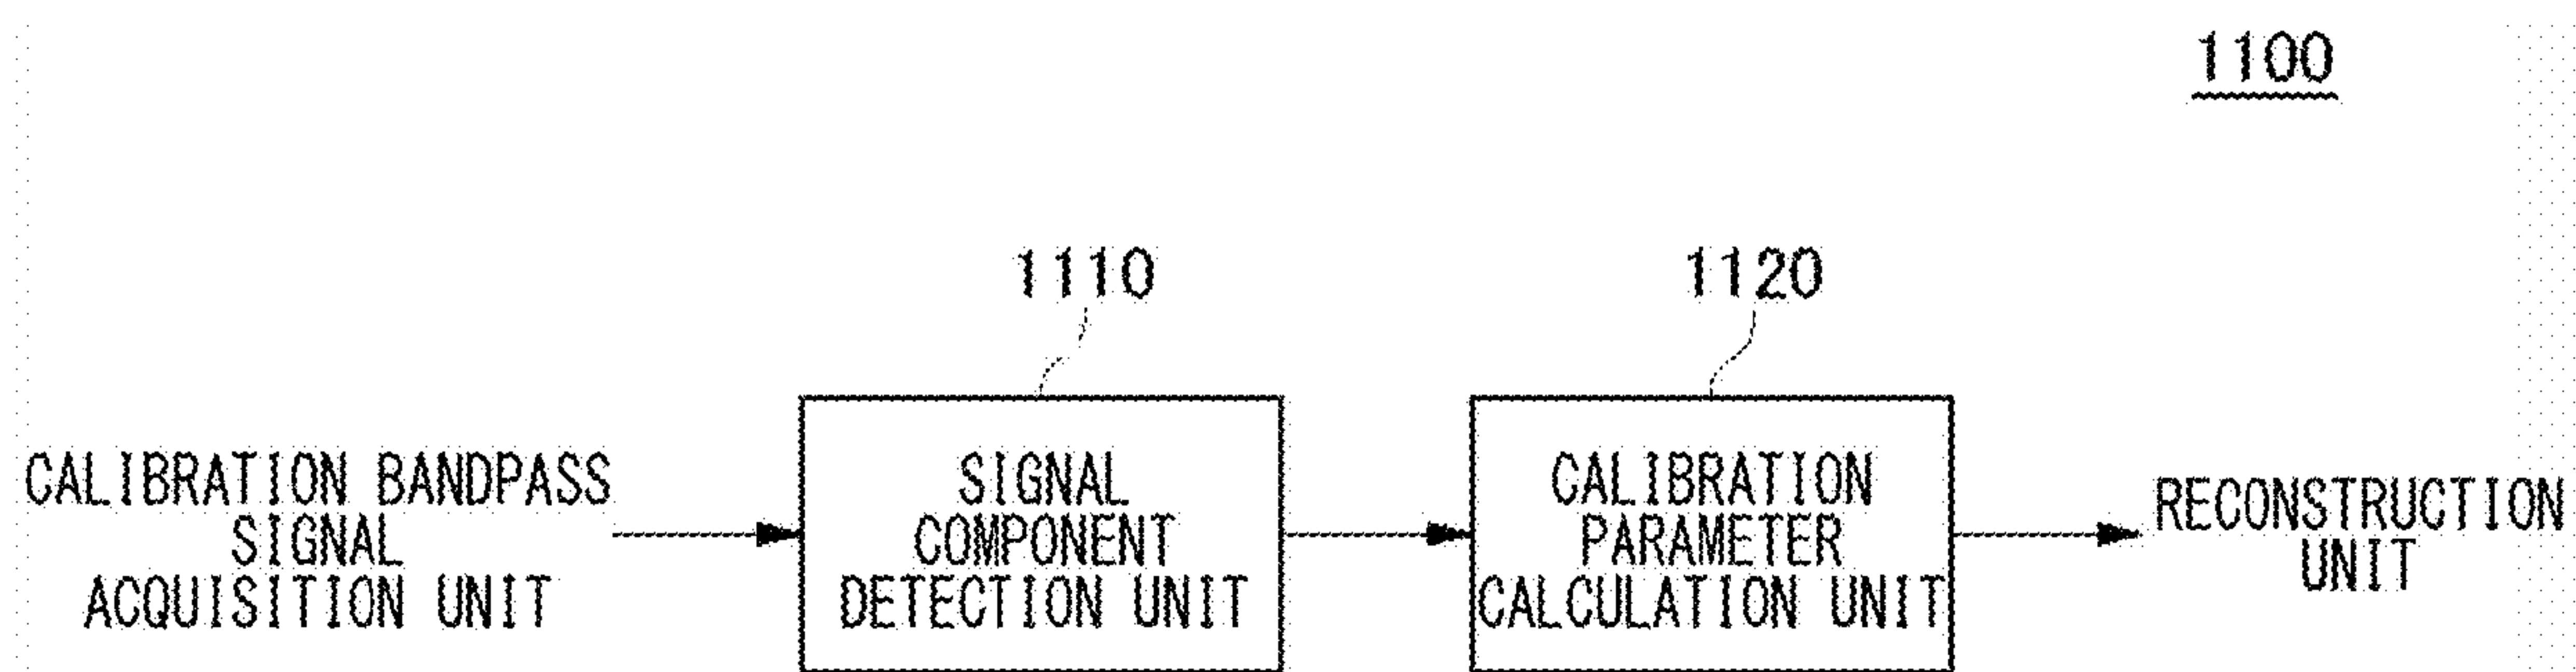 1100
1110
1120
CALIBRATION BANDPASS
SIGNAL
ACQUISITION UNIT
SIGNAL
COMPONENT
DETECTION UNIT
CALIBRATION
PARAMETER
CALCULATION UNIT
RECONSTRUCTION
UNIT